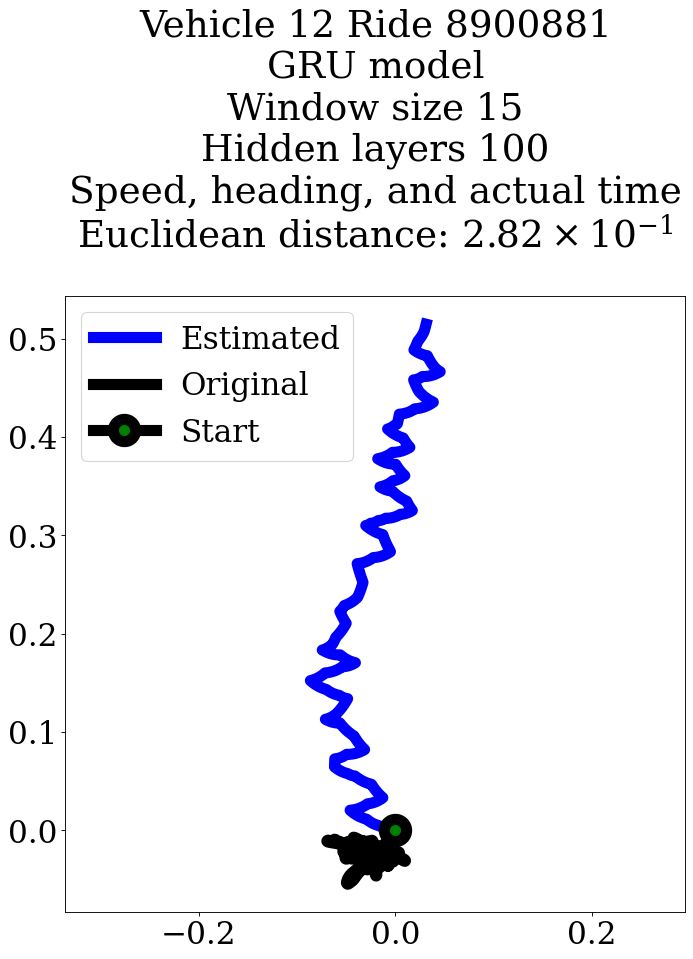 Vehicle 12 Ride 8900881
GRU model
Window size 15
Hidden layers 100
Speed, heading, and actual time
Euclidean distance: 2.82 × 10⁻¹
Estimated
Original
Start
0.5
0.4
0.3
0.2
0.1
0.0
−0.2 0.0 0.2